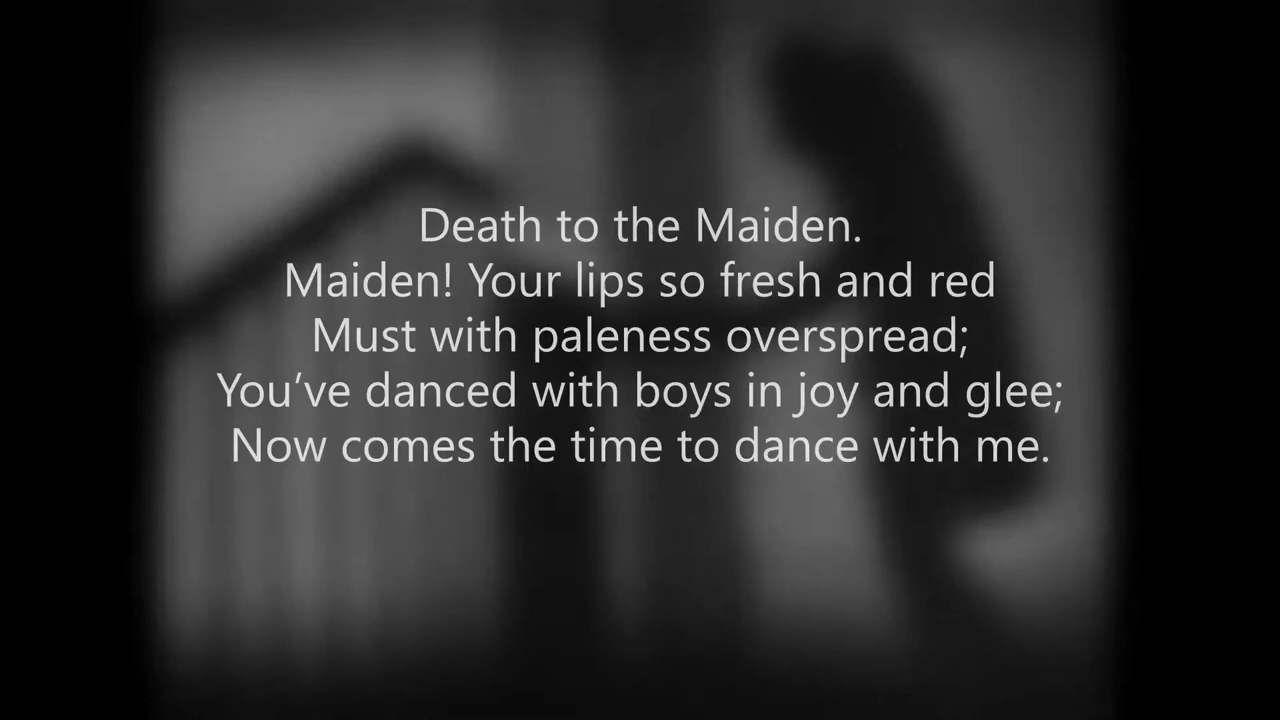 Death to the Maiden.
Maiden! Your lips so fresh and red
Must with paleness overspread;
You’ve danced with boys in joy and glee;
Now comes the time to dance with me.